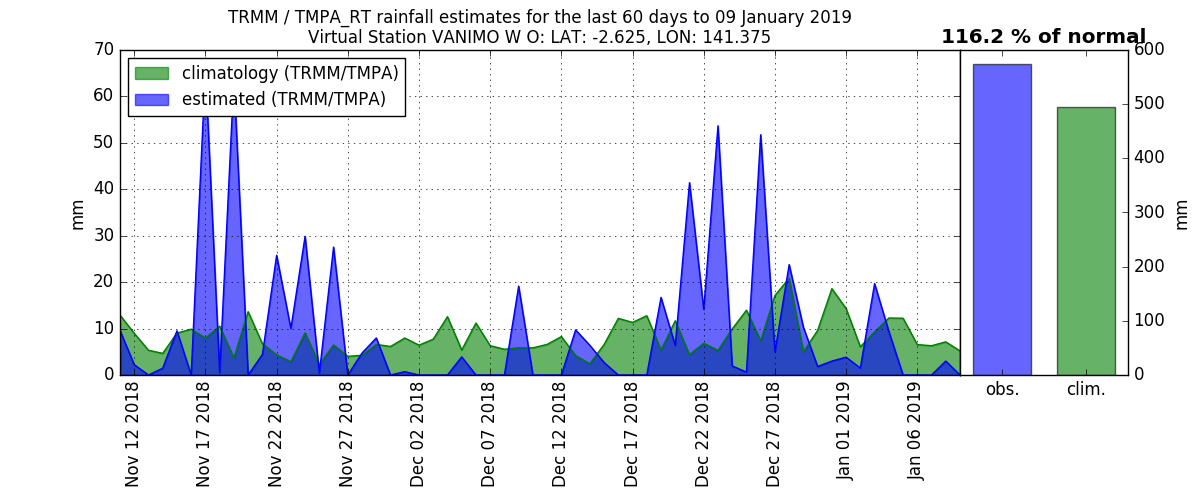 TRMM / TMPA_RT rainfall estimates for the last 60 days to 09 January 2019
Virtual Station VANIMO W O: LAT: -2.625, LON: 141.375
116.2 % of normal
climatology (TRMM/TMPA)
estimated (TRMM/TMPA)
70
60
50
40
30
20
10
0
mm
Nov 12 2018
Nov 17 2018
Nov 22 2018
Nov 27 2018
Dec 02 2018
Dec 07 2018
Dec 12 2018
Dec 17 2018
Dec 22 2018
Dec 27 2018
Jan 01 2019
Jan 06 2019
obs.
clim.
600
500
400
300
200
100
0
mm